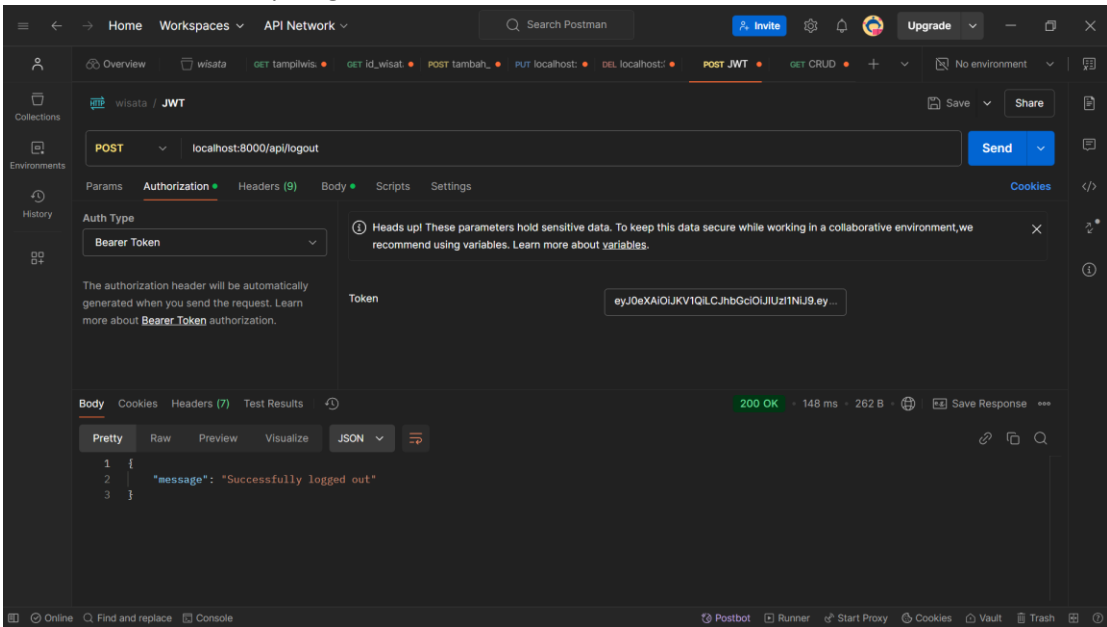 Home Workspaces API Network Search Postman Invite Upgrade
Overview wisata GET tampilwis. GET id_wisat. POST tambah_ PUT localhost: DEL localhost: POST JWT GET CRUD No environment
Collections
HTTP wisata / JWT Save Share
Environments
POST localhost:8000/api/logout Send
History
Params Authorization Headers (9) Body Scripts Settings Cookies
Auth Type
Bearer Token
Heads up! These parameters hold sensitive data. To keep this data secure while working in a collaborative environment,we
recommend using variables. Learn more about variables.
The authorization header will be automatically
generated when you send the request. Learn
more about Bearer Token authorization.
Token eyJ0eXAiOiJKV1QiLCJhbGciOiJIUzI1NiJ9.ey...
Body Cookies Headers (7) Test Results 200 OK 148 ms 262 B Save Response
Pretty Raw Preview Visualize JSON
1 {
2 "message": "Successfully logged out"
3 }
Online Find and replace Console Postbot Runner Start Proxy Cookies Vault Trash